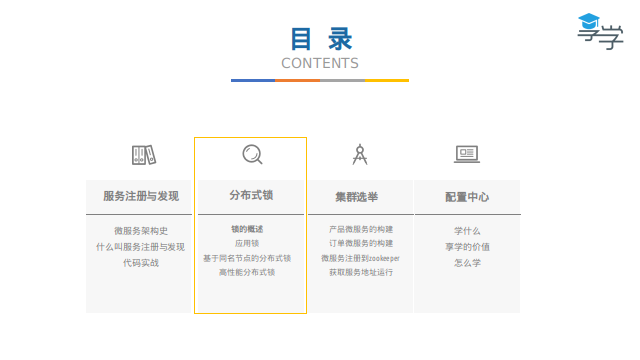 目 录
CONTENTS
学学
服务注册与发现
微服务架构史
什么叫服务注册与发现
代码实战
分布式锁
锁的概述
应用锁
基于同名节点的分布式锁
高性能分布式锁
集群选举
产品微服务的构建
订单微服务的构建
微服务注册到zookeeper
获取服务地址运行
配置中心
学什么
享学的价值
怎么学